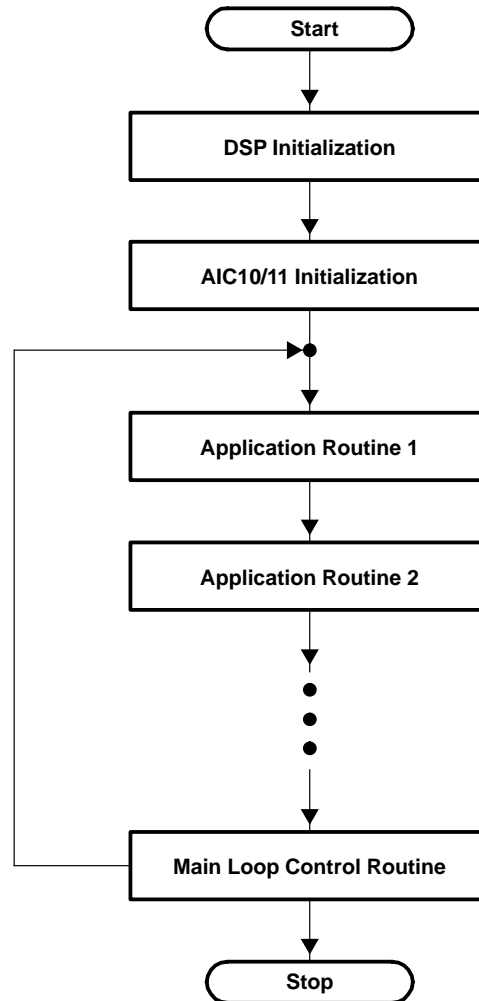 Start
DSP Initialization
AIC10/11 Initialization
Application Routine 1
Application Routine 2
Main Loop Control Routine
Stop